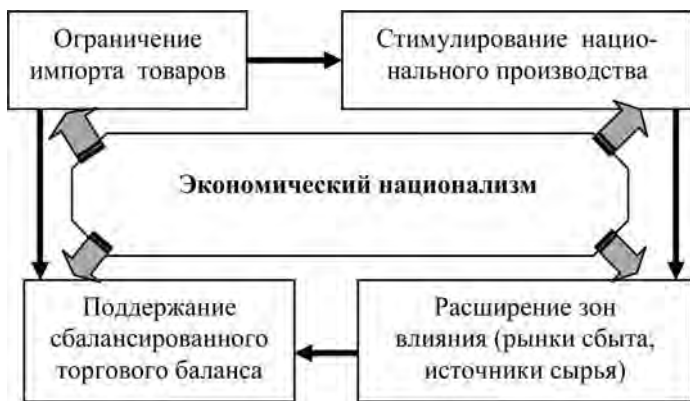 Ограничение
импорта товаров
Стимулирование нацио-
нального производства
Экономический национализм
Поддержание
сбалансированного
торгового баланса
Расширение зон
влияния (рынки сбыта,
источники сырья)